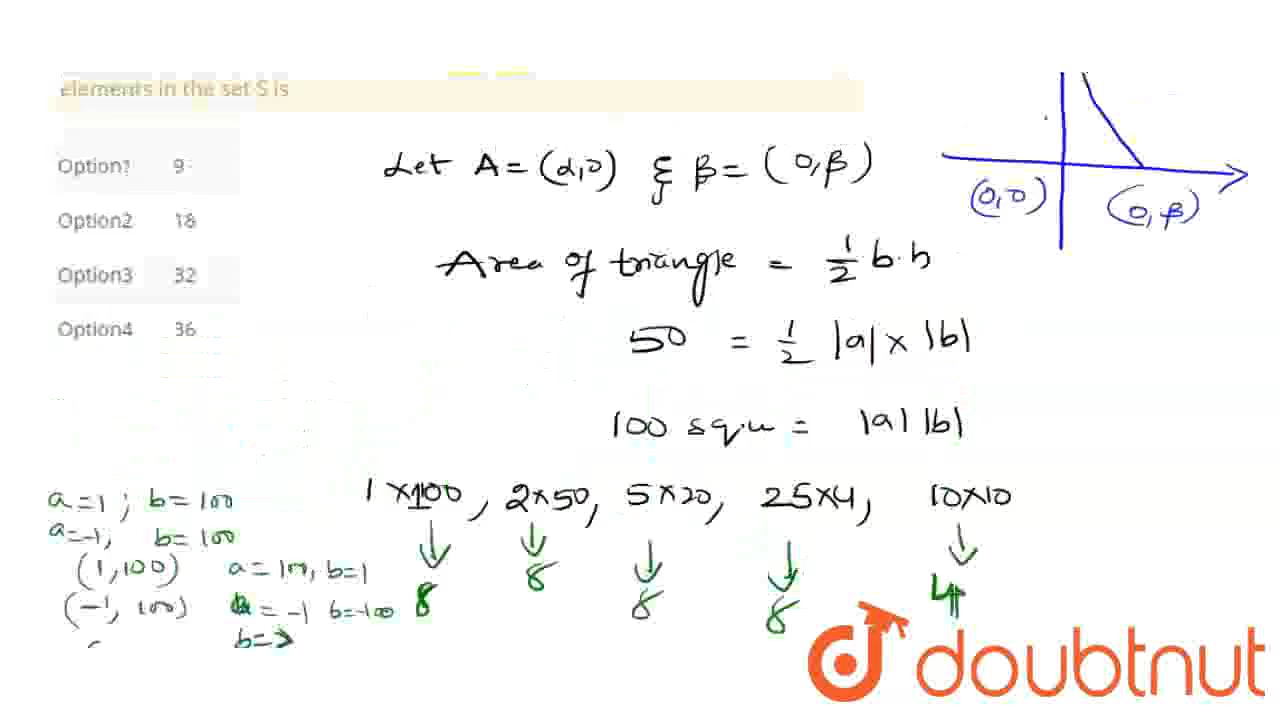 elements in the set S is
Option? 9
Option2 18
Option3 32
Option4 36
Let A = (α,0) ξ β = (0,β)
(0,0)
(0,β)
Area of triangle = 1/2 b.h
50 = 1/2 |a| × |b|
100 squ = |a| |b|
1 × 100, 2×50, 5×20, 25×4, 10×10
↓ ↓ ↓ ↓ ↓
8 8 8 8 4
a = 1 ; b = 100
a = -1, b = 100
(1,100) a = 100, b = 1
(-1, 100) = -1 b = -100
b =
doubtnut